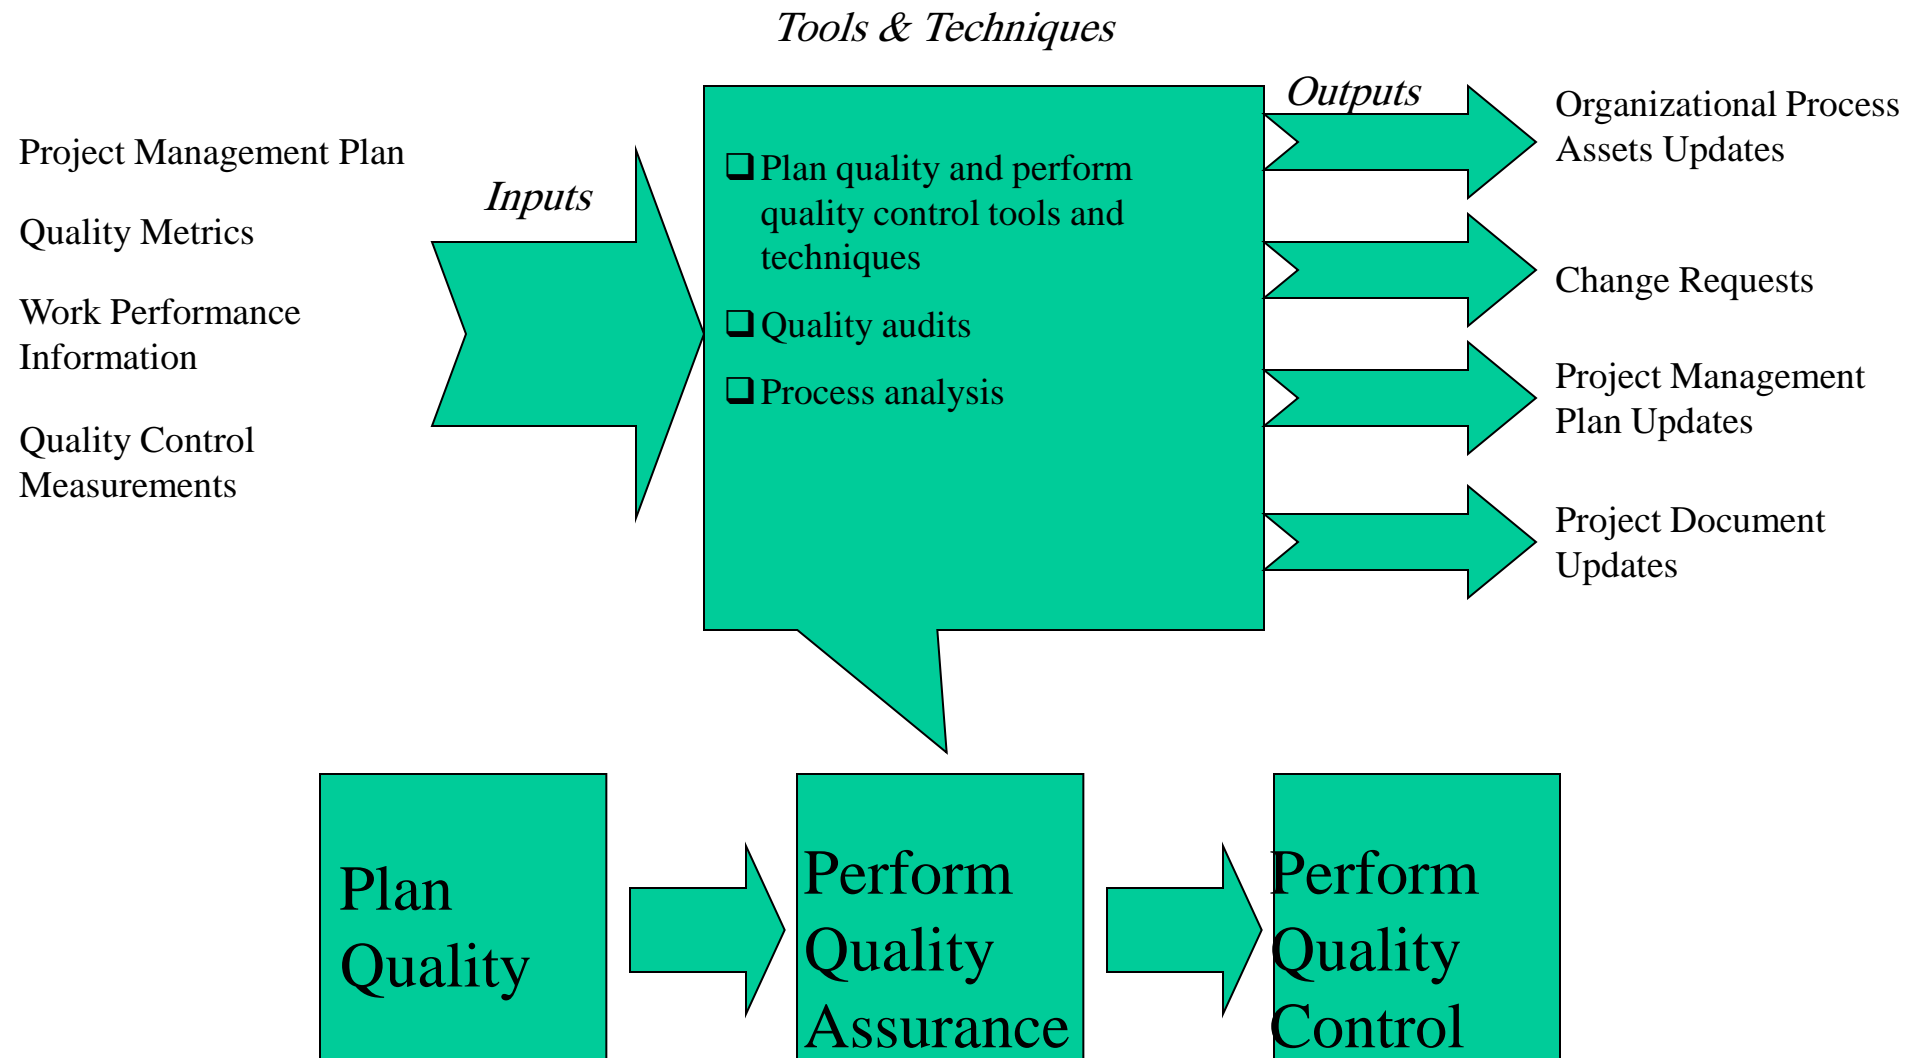 Tools & Techniques
Project Management Plan
Quality Metrics
Work Performance
Information
Quality Control
Measurements
Inputs
Plan quality and perform
quality control tools and
techniques
Quality audits
Process analysis
Outputs
Organizational Process
Assets Updates
Change Requests
Project Management
Plan Updates
Project Document
Updates
Plan
Quality
Perform
Quality
Assurance
Perform
Quality
Control